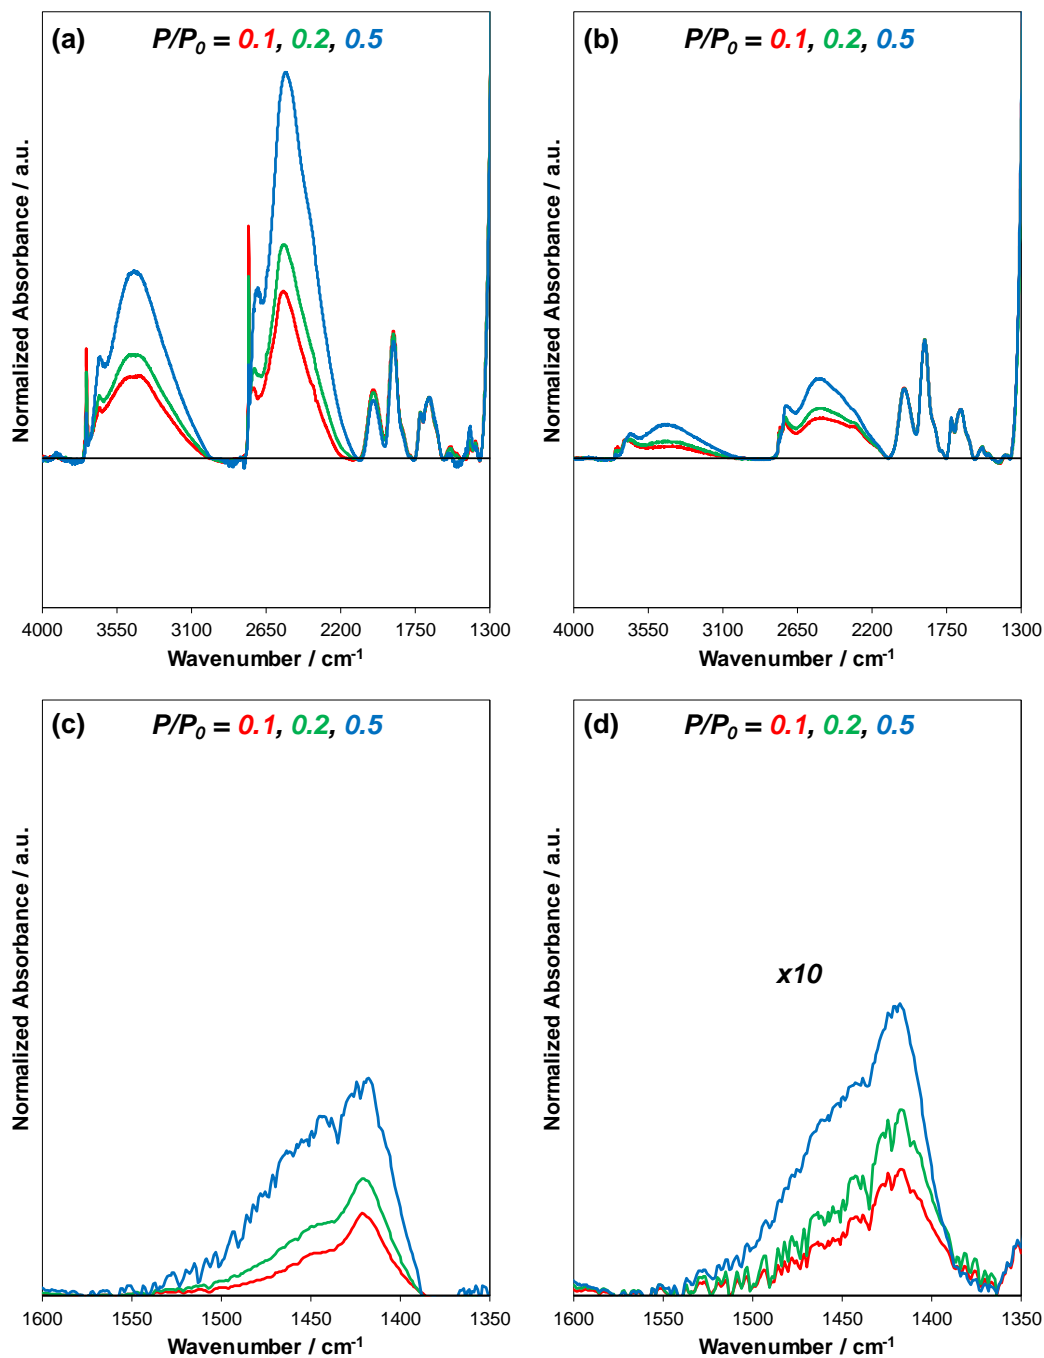 (a) P/P0 = 0.1, 0.2, 0.5
Normalized Absorbance / a.u.
4000 3550 3100 2650 2200 1750 1300
Wavenumber / cm-1
(b) P/P0 = 0.1, 0.2, 0.5
Normalized Absorbance / a.u.
4000 3550 3100 2650 2200 1750 1300
Wavenumber / cm-1
(c) P/P0 = 0.1, 0.2, 0.5
Normalized Absorbance / a.u.
1600 1550 1500 1450 1400 1350
Wavenumber / cm-1
(d) P/P0 = 0.1, 0.2, 0.5
x10
Normalized Absorbance / a.u.
1600 1550 1500 1450 1400 1350
Wavenumber / cm-1